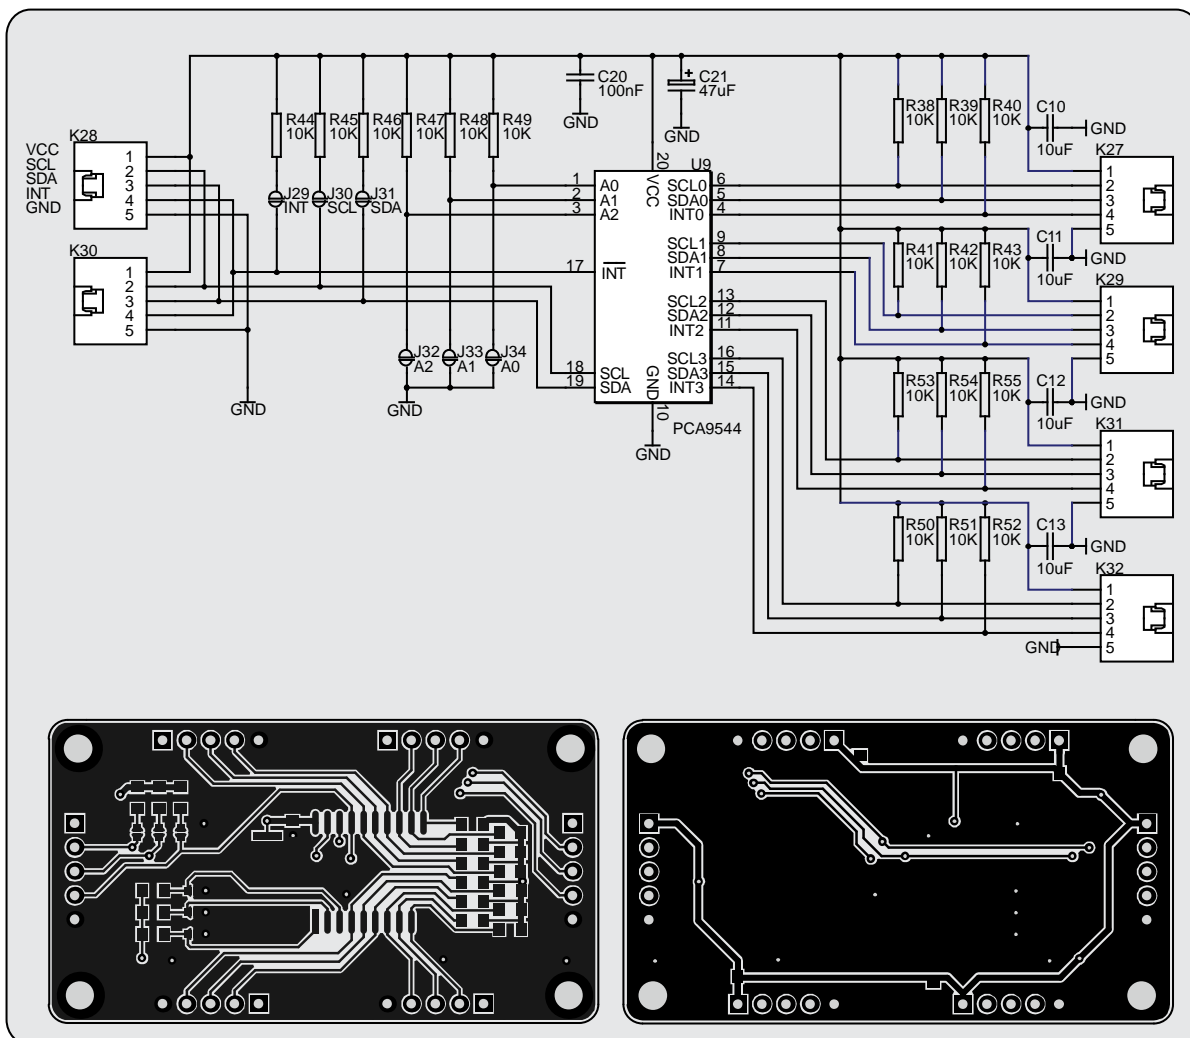 C20
100nF
GND
C21
47uF
GND
R44
10K
R45
10K
R46
10K
R47
10K
R48
10K
R49
10K
R38
10K
R39
10K
R40
10K
C10
10uF
GND
K28
VCC
SCL
SDA
INT
GND
1
2
3
4
5
K30
1
2
3
4
5
GND
J29
INT
J30
SCL
J31
SDA
J32
A2
J33
A1
J34
A0
GND
U9
20
VCC
1 A0
2 A1
3 A2
17 INT
18 SCL
19 SDA
GND
10
PCA9544
GND
SCL0 6
SDA0 5
INT0 4
SCL1 9
SDA1 8
INT1 7
SCL2 13
SDA2 12
INT2 11
SCL3 16
SDA3 15
INT3 14
K27
1
2
3
4
5
R41
10K
R42
10K
R43
10K
C11
10uF
GND
K29
1
2
3
4
5
R53
10K
R54
10K
R55
10K
C12
10uF
GND
K31
1
2
3
4
5
R50
10K
R51
10K
R52
10K
C13
10uF
GND
K32
1
2
3
4
5
GND